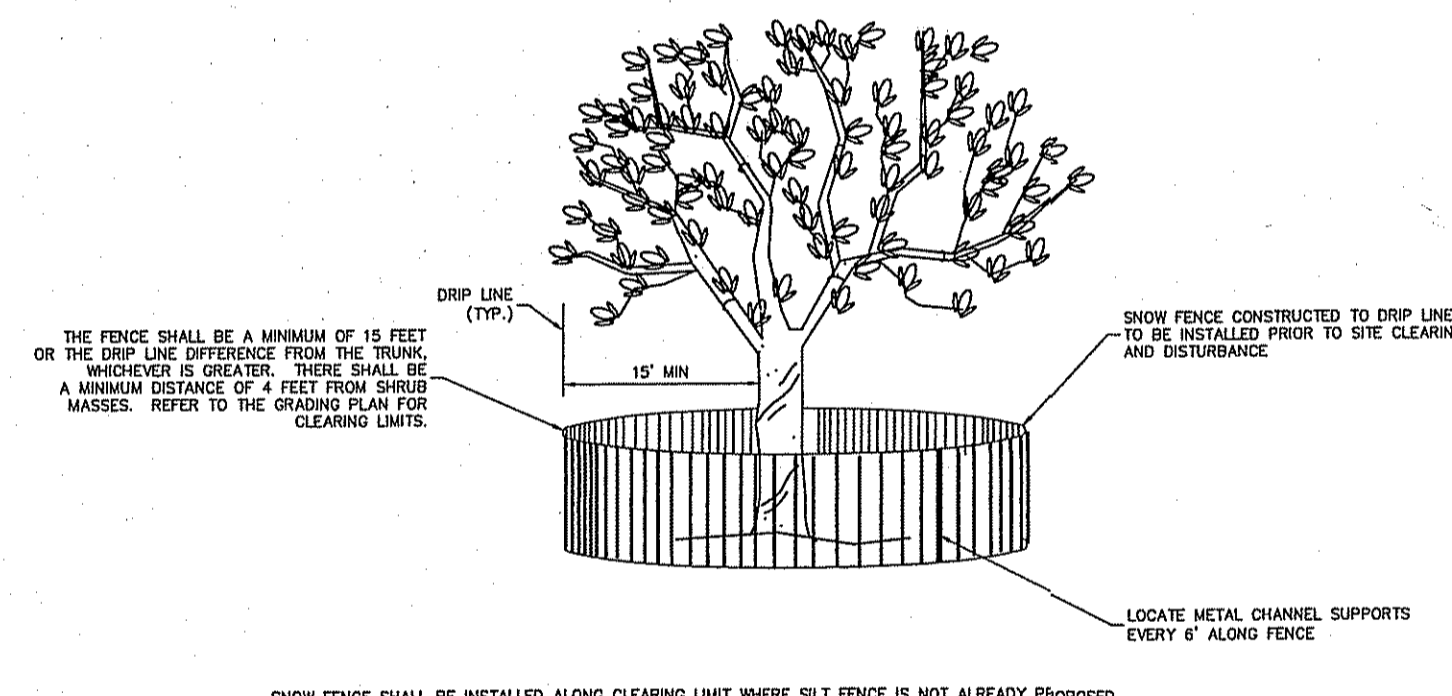 DRIP LINE
(TYP.)
THE FENCE SHALL BE A MINIMUM OF 15 FEET
OR THE DRIP LINE DIFFERENCE FROM THE TRUNK,
WHICHEVER IS GREATER. THERE SHALL BE
A MINIMUM DISTANCE OF 4 FEET FROM SHRUB
MASSES. REFER TO THE GRADING PLAN FOR
CLEARING LIMITS.
15' MIN
SNOW FENCE CONSTRUCTED TO DRIP LINE
TO BE INSTALLED PRIOR TO SITE CLEARIN
AND DISTURBANCE
LOCATE METAL CHANNEL SUPPORTS
EVERY 6' ALONG FENCE
SNOW FENCE SHALL BE INSTALLED ALONG CLEARING LIMIT WHERE SILT FENCE IS NOT ALREADY PROPOSED